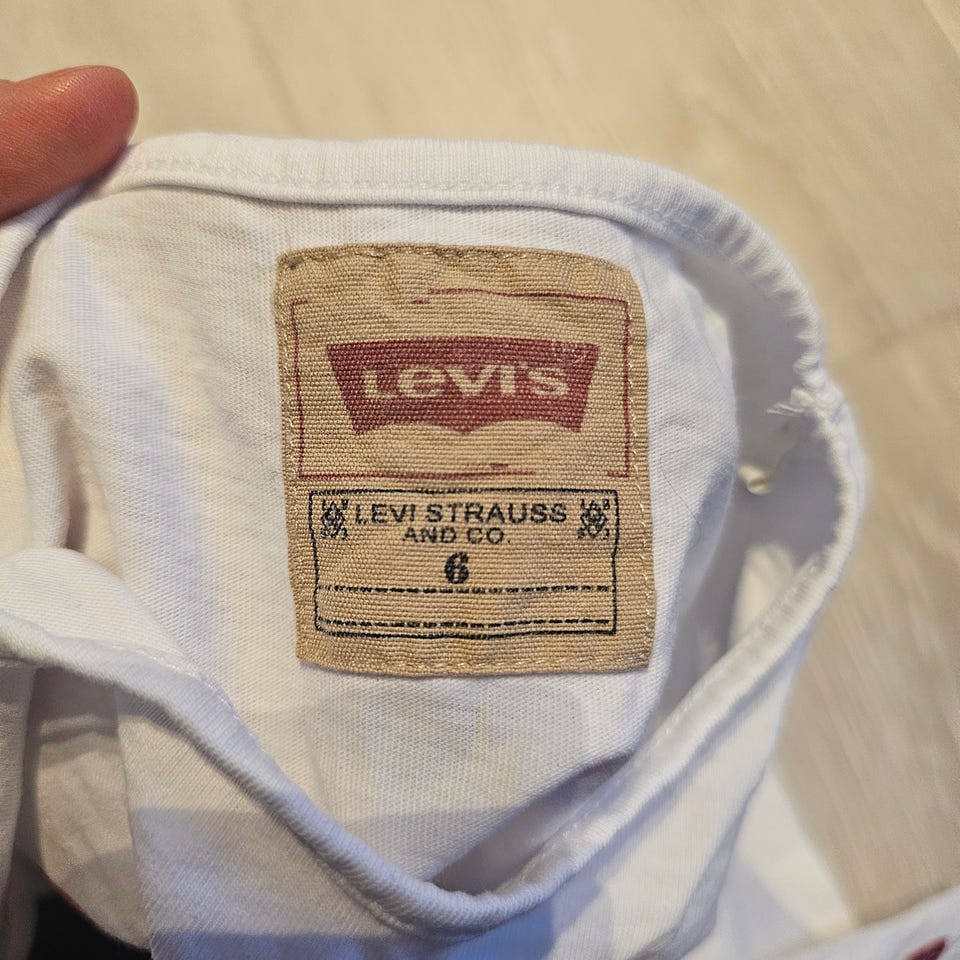 Levi's
LEVI STRAUSS
AND CO.
6